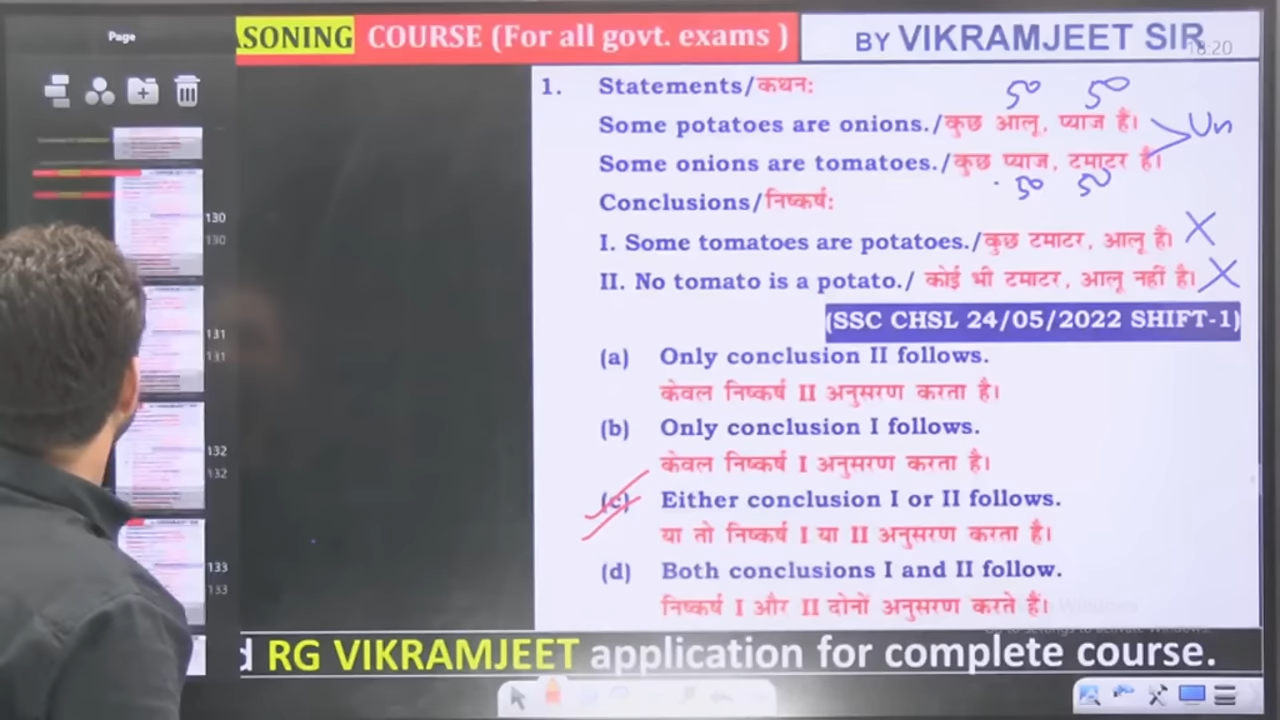 Page
ASONING COURSE (For all govt. exams )
BY VIKRAMJEET SIR
18:20
1. Statements/कथन:
50 50
Some potatoes are onions./कुछ आलू, प्याज हैं।
Un
Some onions are tomatoes./कुछ प्याज, टमाटर हैं।
50 50
Conclusions/निष्कर्ष:
I. Some tomatoes are potatoes./कुछ टमाटर, आलू हैं।
II. No tomato is a potato./ कोई भी टमाटर, आलू नहीं है।
(SSC CHSL 24/05/2022 SHIFT-1)
(a) Only conclusion II follows.
केवल निष्कर्ष II अनुसरण करता है।
(b) Only conclusion I follows.
केवल निष्कर्ष I अनुसरण करता है।
(c) Either conclusion I or II follows.
या तो निष्कर्ष I या II अनुसरण करता है।
(d) Both conclusions I and II follow.
निष्कर्ष I और II दोनों अनुसरण करते हैं।
130
130
131
131
132
132
133
133
d RG VIKRAMJEET application for complete course.